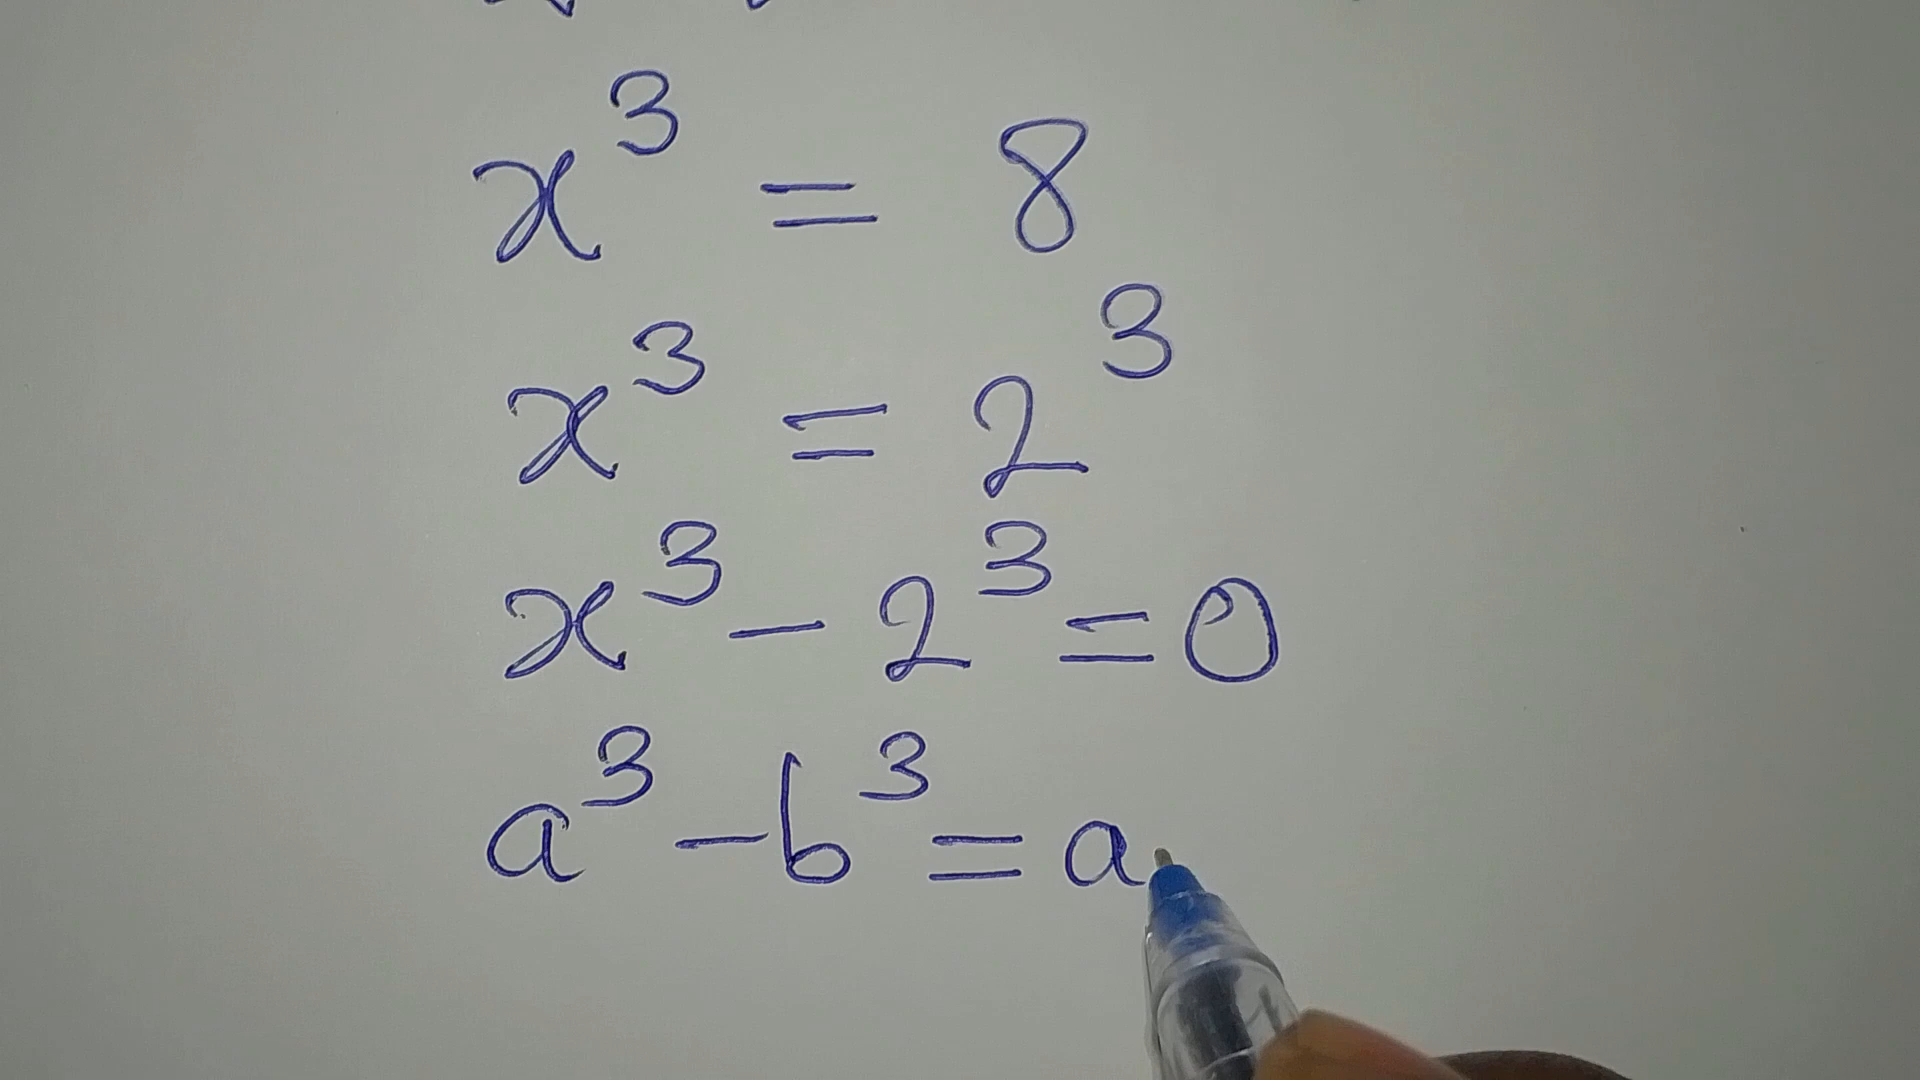 x³ = 8
x³ = 2³
x³ - 2³ = 0
a³ - b³ = a